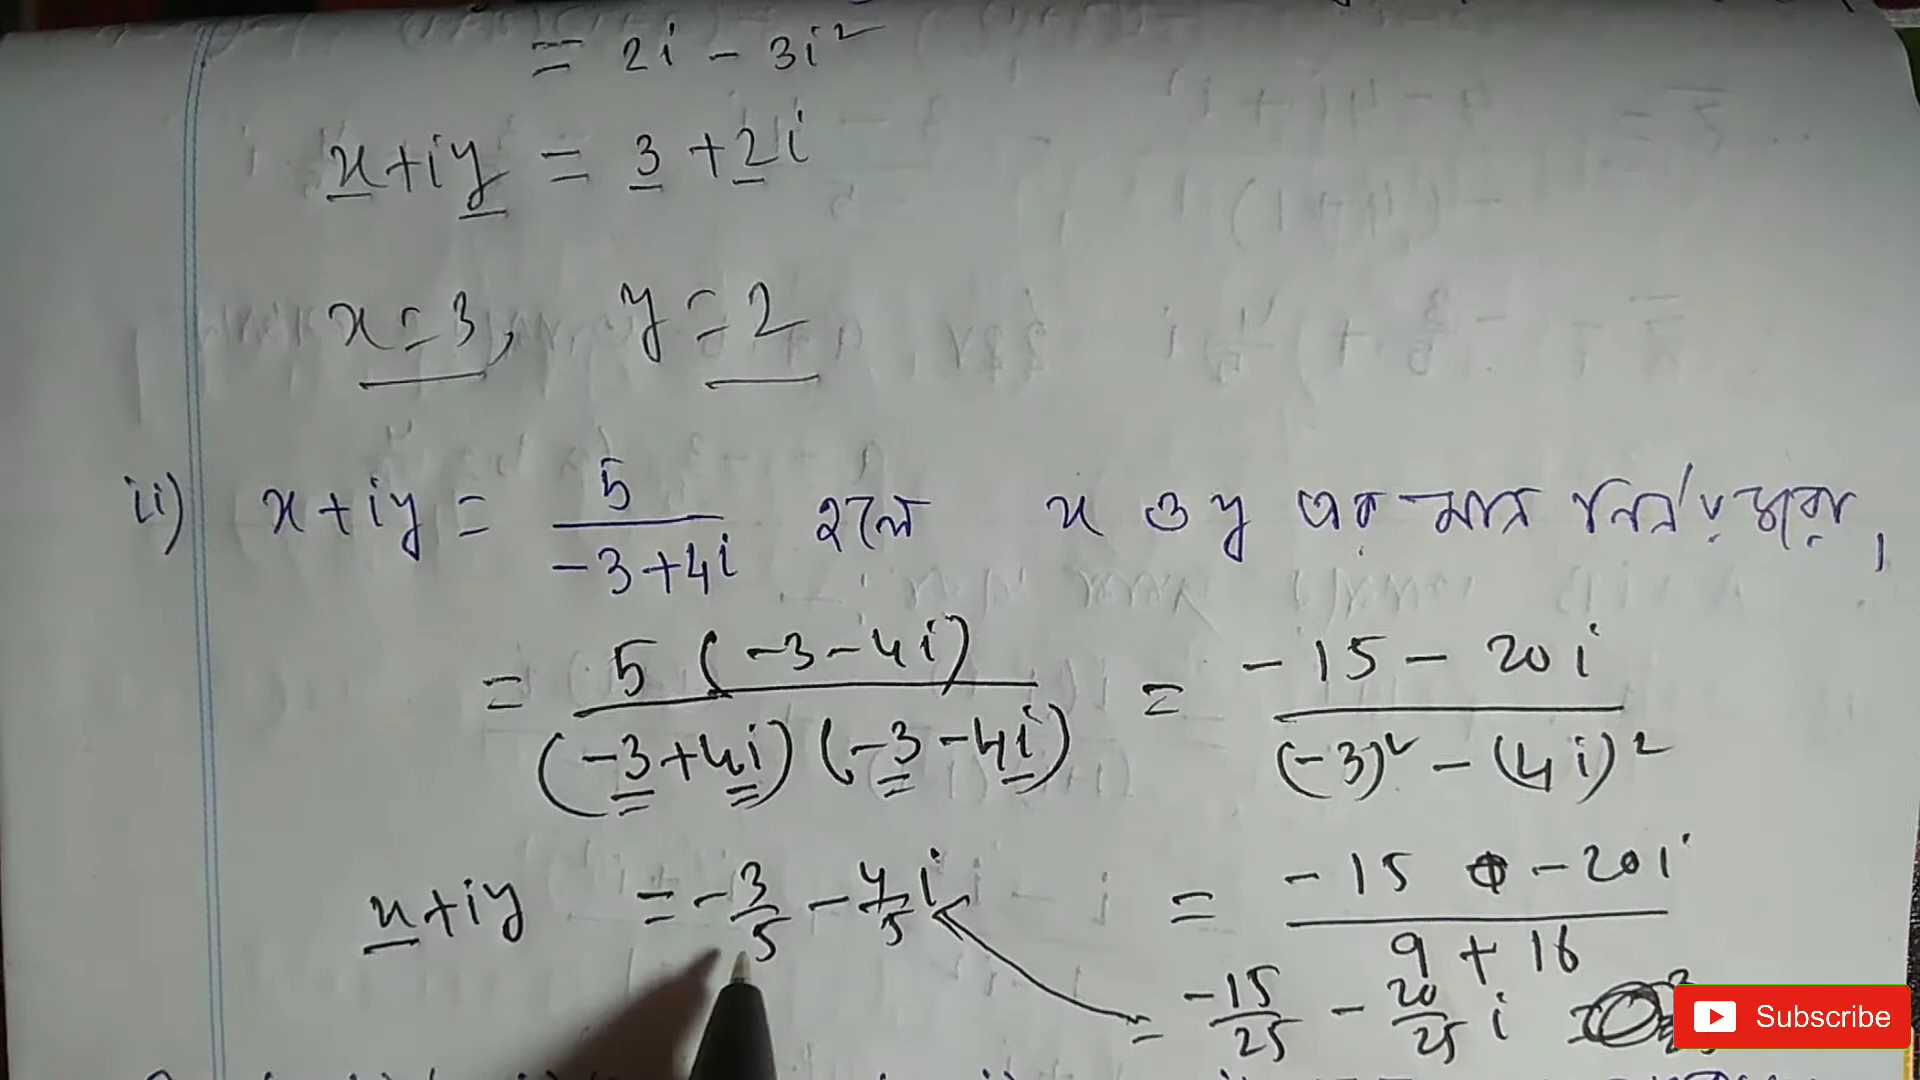 = 2i - 3i²
x+iy = 3 + 2i
x = 3, y = 2
ii) x+iy = 5/(-3+4i) হলে x ও y এর মান নির্ণয় করো,
= 5(-3-4i)/((-3+4i)(-3-4i)) = (-15 - 20i)/((-3)² - (4i)²)
x+iy = -3/5 - 4/5 i = (-15 - 20i)/(9 + 16)
= -15/25 - 20/25 i
Subscribe